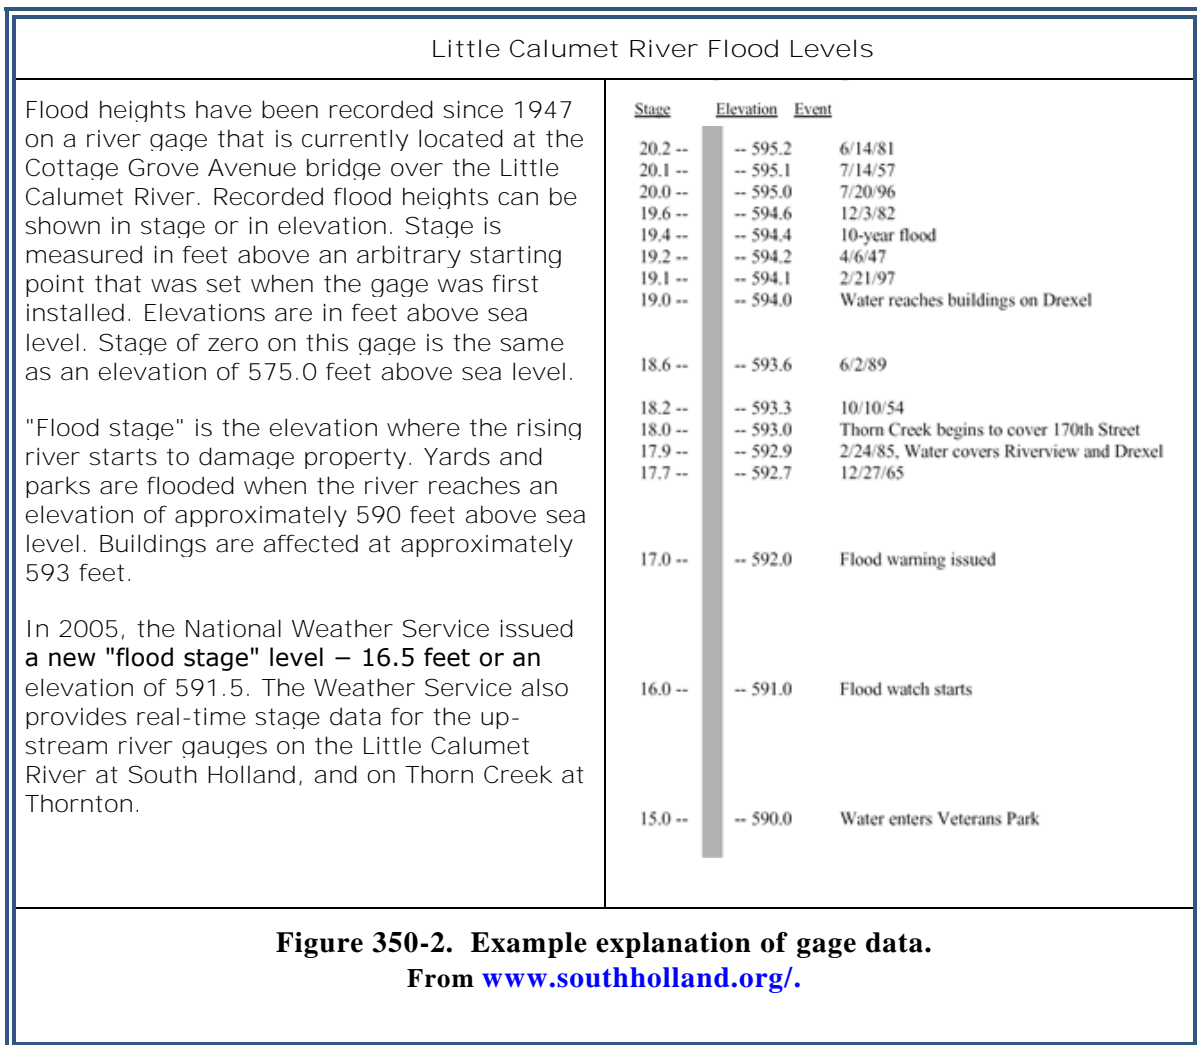 Little Calumet River Flood Levels
Flood heights have been recorded since 1947
on a river gage that is currently located at the
Cottage Grove Avenue bridge over the Little
Calumet River. Recorded flood heights can be
shown in stage or in elevation. Stage is
measured in feet above an arbitrary starting
point that was set when the gage was first
installed. Elevations are in feet above sea
level. Stage of zero on this gage is the same
as an elevation of 575.0 feet above sea level.
"Flood stage" is the elevation where the rising
river starts to damage property. Yards and
parks are flooded when the river reaches an
elevation of approximately 590 feet above sea
level. Buildings are affected at approximately
593 feet.
In 2005, the National Weather Service issued
a new "flood stage" level – 16.5 feet or an
elevation of 591.5. The Weather Service also
provides real-time stage data for the up-
stream river gauges on the Little Calumet
River at South Holland, and on Thorn Creek at
Thornton.
Stage Elevation Event
20.2 -- -- 595.2 6/14/81
20.1 -- -- 595.1 7/14/57
20.0 -- -- 595.0 7/20/96
19.6 -- -- 594.6 12/3/82
19.4 -- -- 594.4 10-year flood
19.2 -- -- 594.2 4/6/47
19.1 -- -- 594.1 2/21/97
19.0 -- -- 594.0 Water reaches buildings on Drexel
18.6 -- -- 593.6 6/2/89
18.2 -- -- 593.3 10/10/54
18.0 -- -- 593.0 Thorn Creek begins to cover 170th Street
17.9 -- -- 592.9 2/24/85, Water covers Riverview and Drexel
17.7 -- -- 592.7 12/27/65
17.0 -- -- 592.0 Flood warning issued
16.0 -- -- 591.0 Flood watch starts
15.0 -- -- 590.0 Water enters Veterans Park
Figure 350-2. Example explanation of gage data.
From www.southholland.org/.